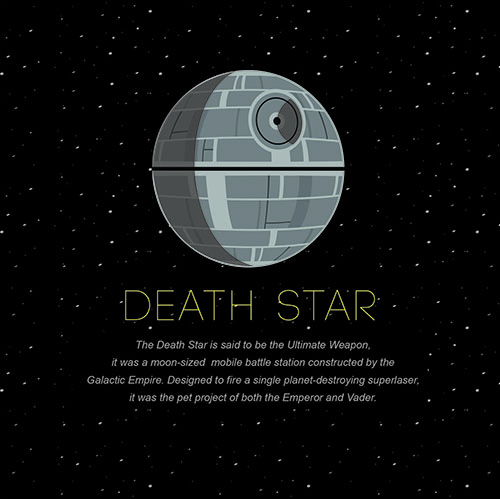 DEATH STAR
The Death Star is said to be the Ultimate Weapon,
it was a moon-sized mobile battle station constructed by the
Galactic Empire. Designed to fire a single planet-destroying superlaser,
it was the pet project of both the Emperor and Vader.